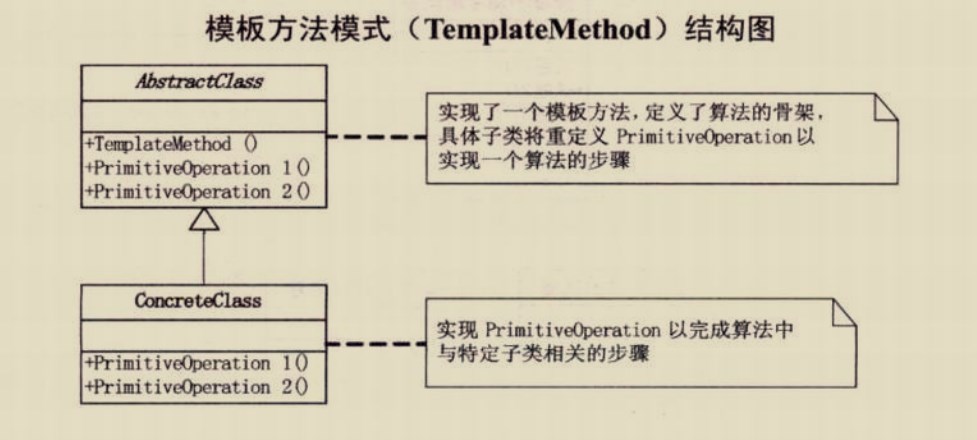 模板方法模式（TemplateMethod）结构图
AbstractClass
+TemplateMethod ()
+PrimitiveOperation 1()
+PrimitiveOperation 2()
实现了一个模板方法，定义了算法的骨架，
具体子类将重定义 PrimitiveOperation 以
实现一个算法的步骤
ConcreteClass
+PrimitiveOperation 1()
+PrimitiveOperation 2()
实现 PrimitiveOperation 以完成算法中
与特定子类相关的步骤